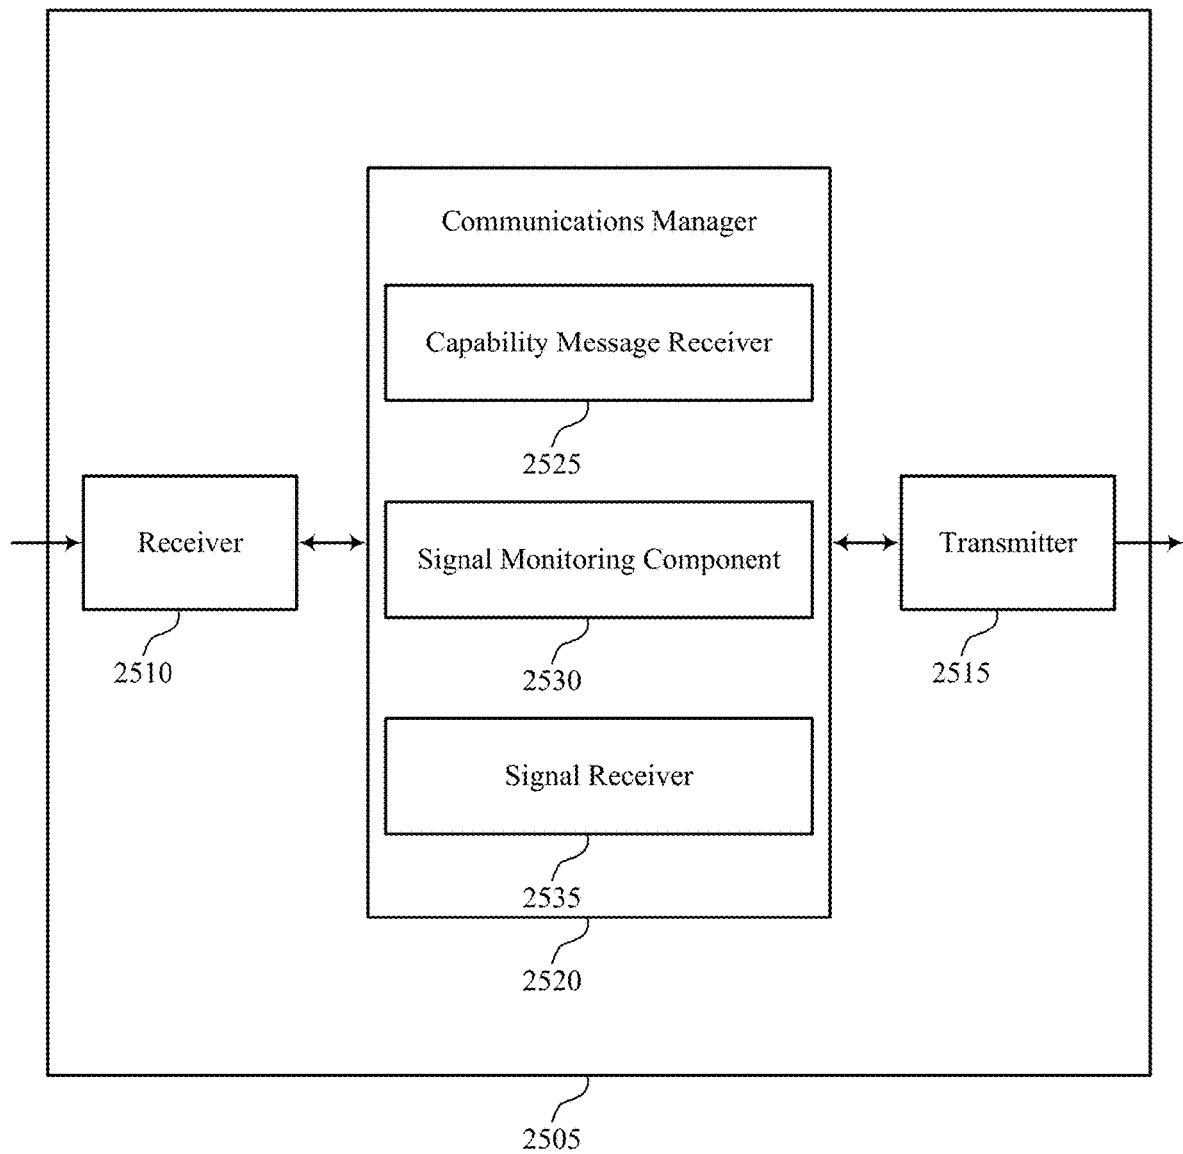 Communications Manager
Capability Message Receiver
2525
Receiver
Signal Monitoring Component
Transmitter
2510
2530
2515
Signal Receiver
2535
2520
2505